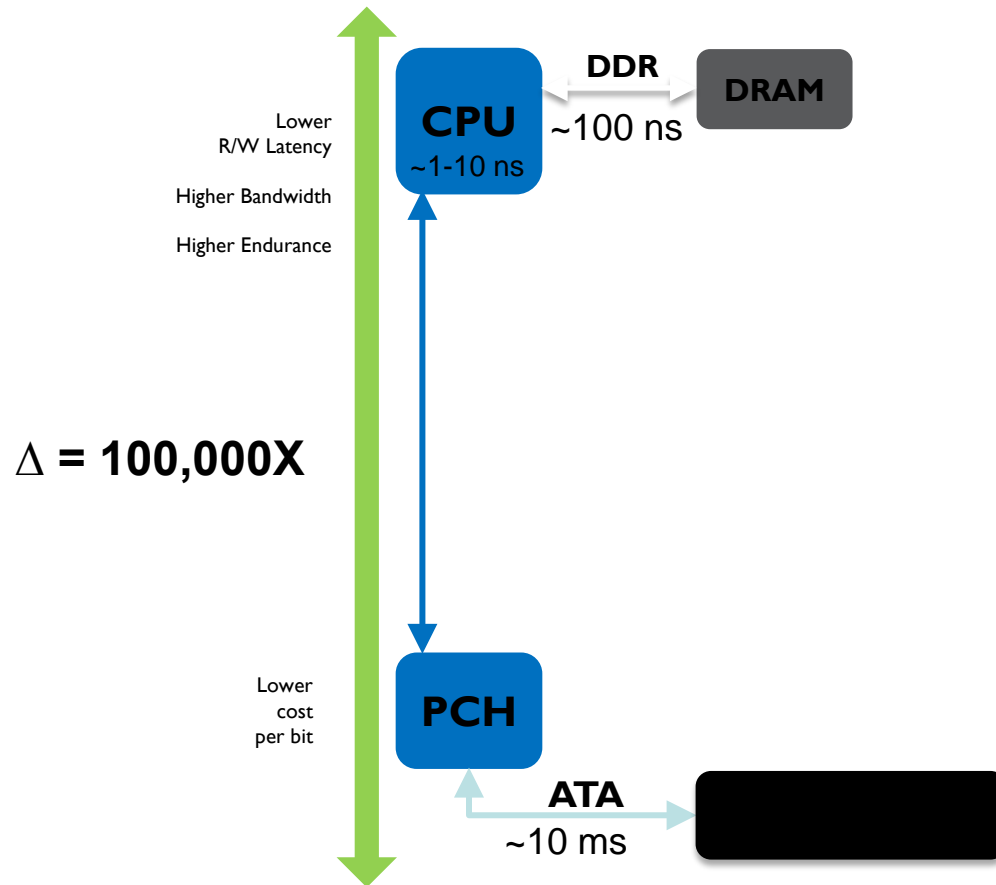 DDR
CPU
DRAM
~100 ns
~1-10 ns
Lower
R/W Latency
Higher Bandwidth
Higher Endurance
Δ = 100,000X
Lower
cost
per bit
PCH
ATA
~10 ms